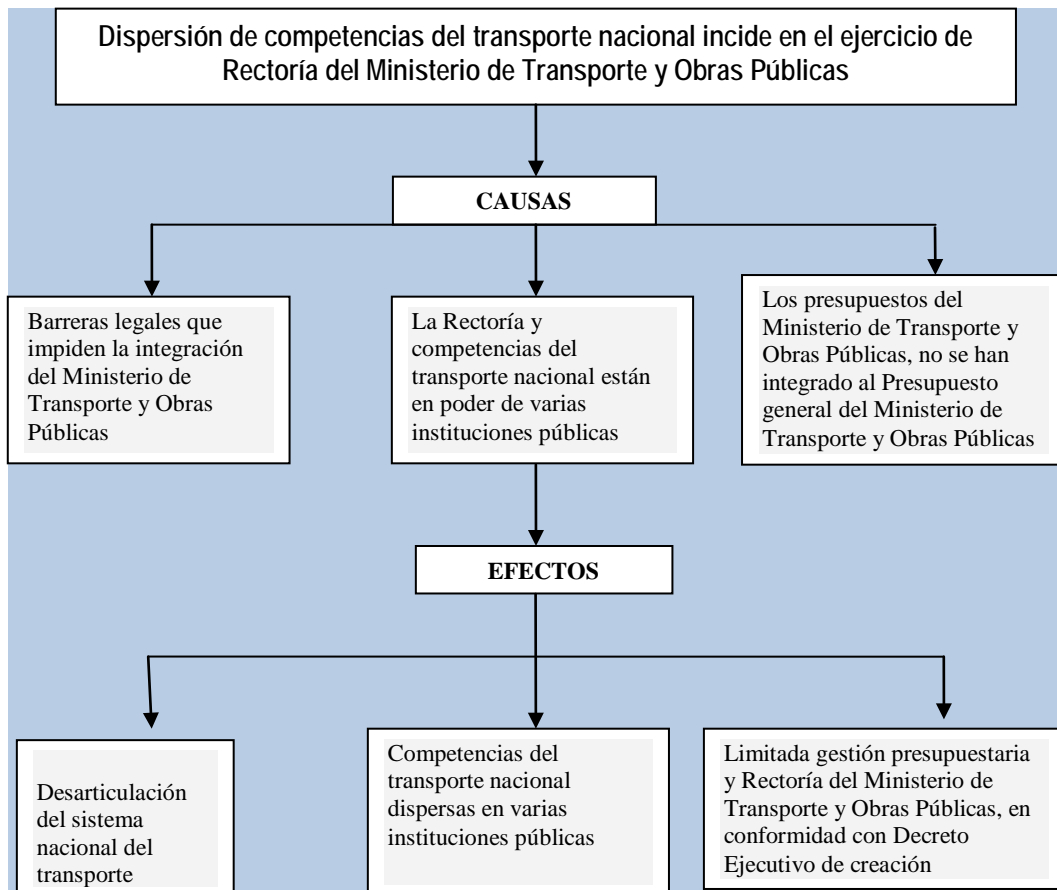 Dispersión de competencias del transporte nacional incide en el ejercicio de
Rectoría del Ministerio de Transporte y Obras Públicas
CAUSAS
Barreras legales que
impiden la integración
del Ministerio de
Transporte y Obras
Públicas
La Rectoría y
competencias del
transporte nacional están
en poder de varias
instituciones públicas
Los presupuestos del
Ministerio de Transporte y
Obras Públicas, no se han
integrado al Presupuesto
general del Ministerio de
Transporte y Obras Públicas
EFECTOS
Desarticulación
del sistema
nacional del
transporte
Competencias del
transporte nacional
dispersas en varias
instituciones públicas
Limitada gestión presupuestaria
y Rectoría del Ministerio de
Transporte y Obras Públicas, en
conformidad con Decreto
Ejecutivo de creación